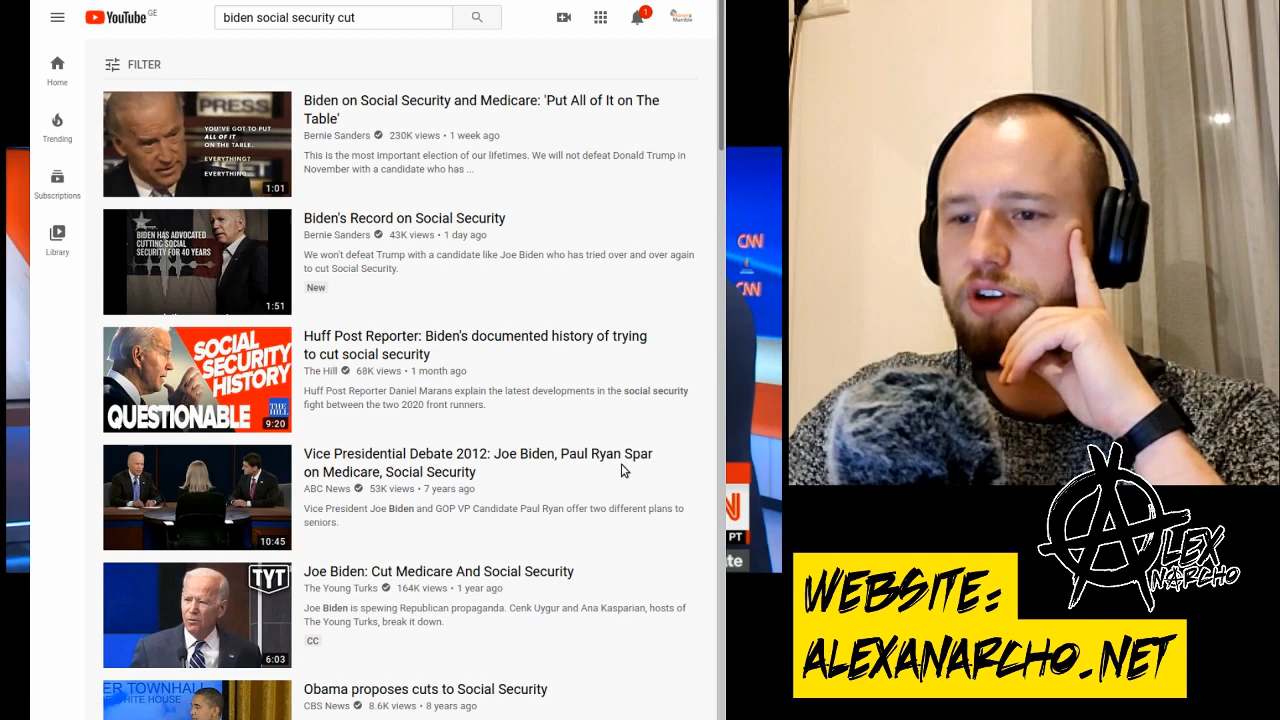 YouTube GE
biden social security cut
1
Home
Trending
Subscriptions
Library
FILTER
PRESS
YOU'VE GOT TO PUT
ALL OF IT
ON THE TABLE.
EVERYTHING?
EVERYTHING.
1:01
Biden on Social Security and Medicare: 'Put All of It on The
Table'
Bernie Sanders 230K views • 1 week ago
This is the most important election of our lifetimes. We will not defeat Donald Trump in
November with a candidate who has ...
BIDEN HAS ADVOCATED
CUTTING SOCIAL
SECURITY FOR 40 YEARS
1:51
Biden's Record on Social Security
Bernie Sanders 43K views • 1 day ago
We won't defeat Trump with a candidate like Joe Biden who has tried over and over again
to cut Social Security.
New
SOCIAL
SECURITY
HISTORY
QUESTIONABLE
THE HILL
9:20
Huff Post Reporter: Biden's documented history of trying
to cut social security
The Hill 68K views • 1 month ago
Huff Post Reporter Daniel Marans explain the latest developments in the social security
fight between the two 2020 front runners.
10:45
Vice Presidential Debate 2012: Joe Biden, Paul Ryan Spar
on Medicare, Social Security
ABC News 53K views • 7 years ago
Vice President Joe Biden and GOP VP Candidate Paul Ryan offer two different plans to
seniors.
TYT
6:03
Joe Biden: Cut Medicare And Social Security
The Young Turks 164K views • 1 year ago
Joe Biden is spewing Republican propaganda. Cenk Uygur and Ana Kasparian, hosts of
The Young Turks, break it down.
CC
ER TOWNHALL
WHITE HOUSE
Obama proposes cuts to Social Security
CBS News 8.6K views • 8 years ago
CNN
CNN
PT
ALEX
ANARCHO
WEBSITE:
ALEXANARCHO.NET